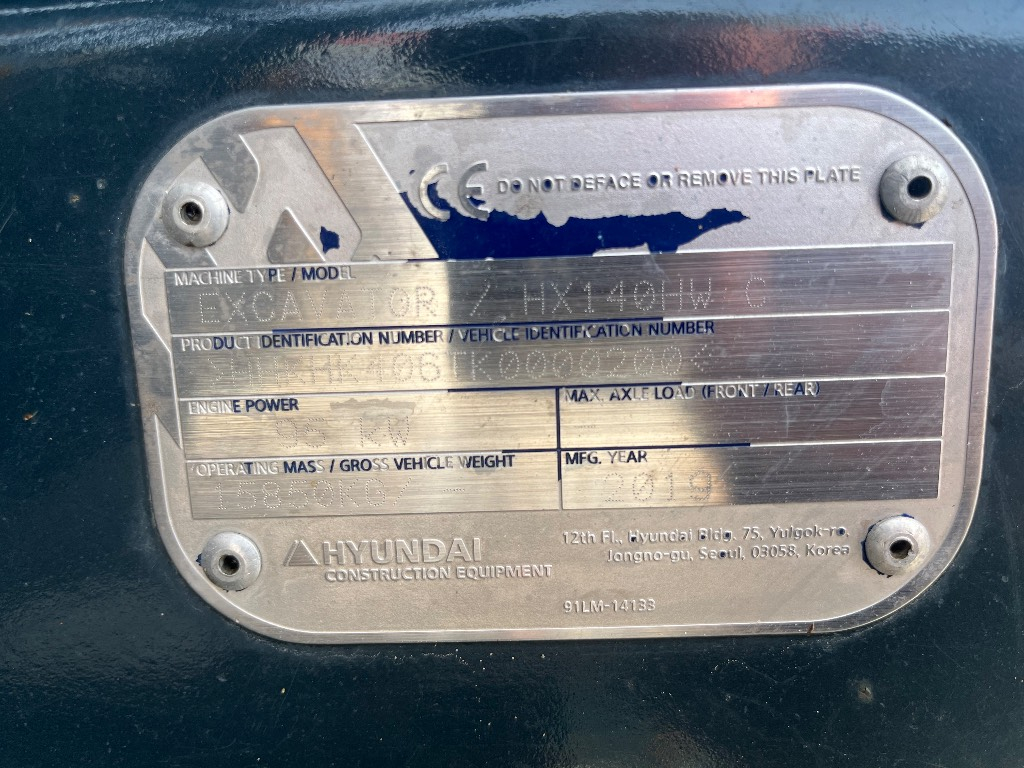 CE DO NOT DEFACE OR REMOVE THIS PLATE
MACHINE TYPE / MODEL
EXCAVATOR / HX140HW C
PRODUCT IDENTIFICATION NUMBER / VEHICLE IDENTIFICATION NUMBER
ENGINE POWER
95 KW
MAX. AXLE LOAD (FRONT / REAR)
OPERATING MASS / GROSS VEHICLE WEIGHT
15850KG/ -
MFG. YEAR
2019
HYUNDAI
CONSTRUCTION EQUIPMENT
12th Fl., Hyundai Bldg. 75, Yulgok-ro,
Jongno-gu, Seoul, 03058, Korea
91LM-14133